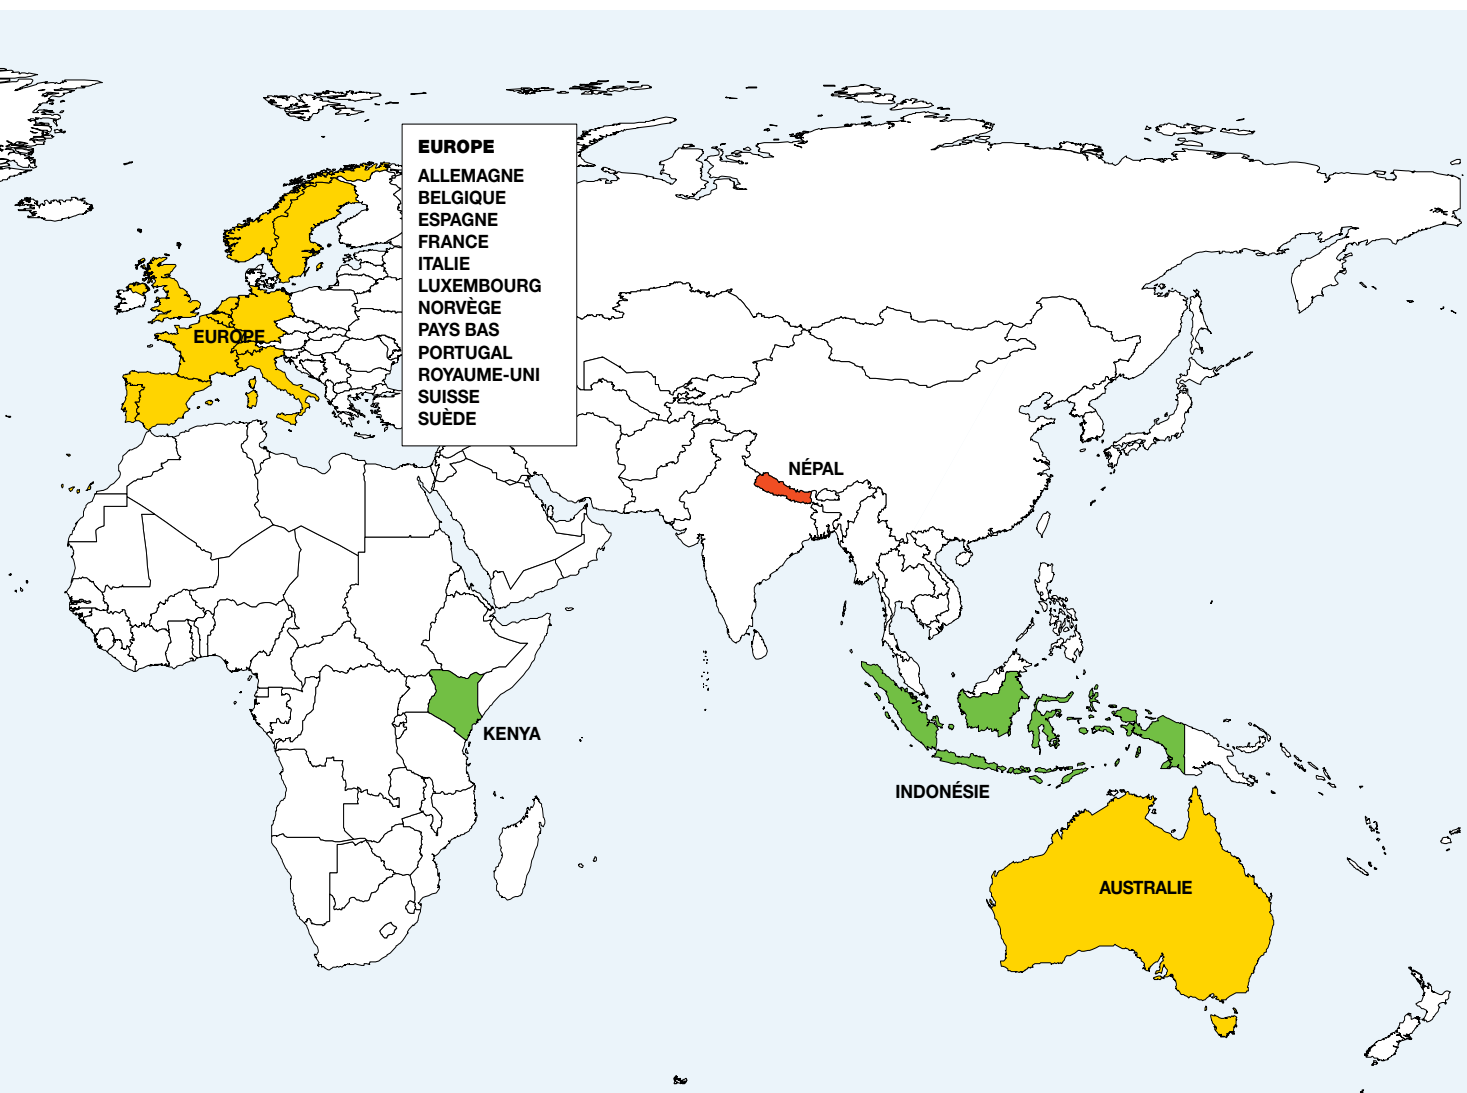 EUROPE
ALLEMAGNE
BELGIQUE
ESPAGNE
FRANCE
ITALIE
LUXEMBOURG
NORVÈGE
PAYS BAS
PORTUGAL
ROYAUME-UNI
SUISSE
SUÈDE
EUROPE
NÉPAL
KENYA
INDONÉSIE
AUSTRALIE